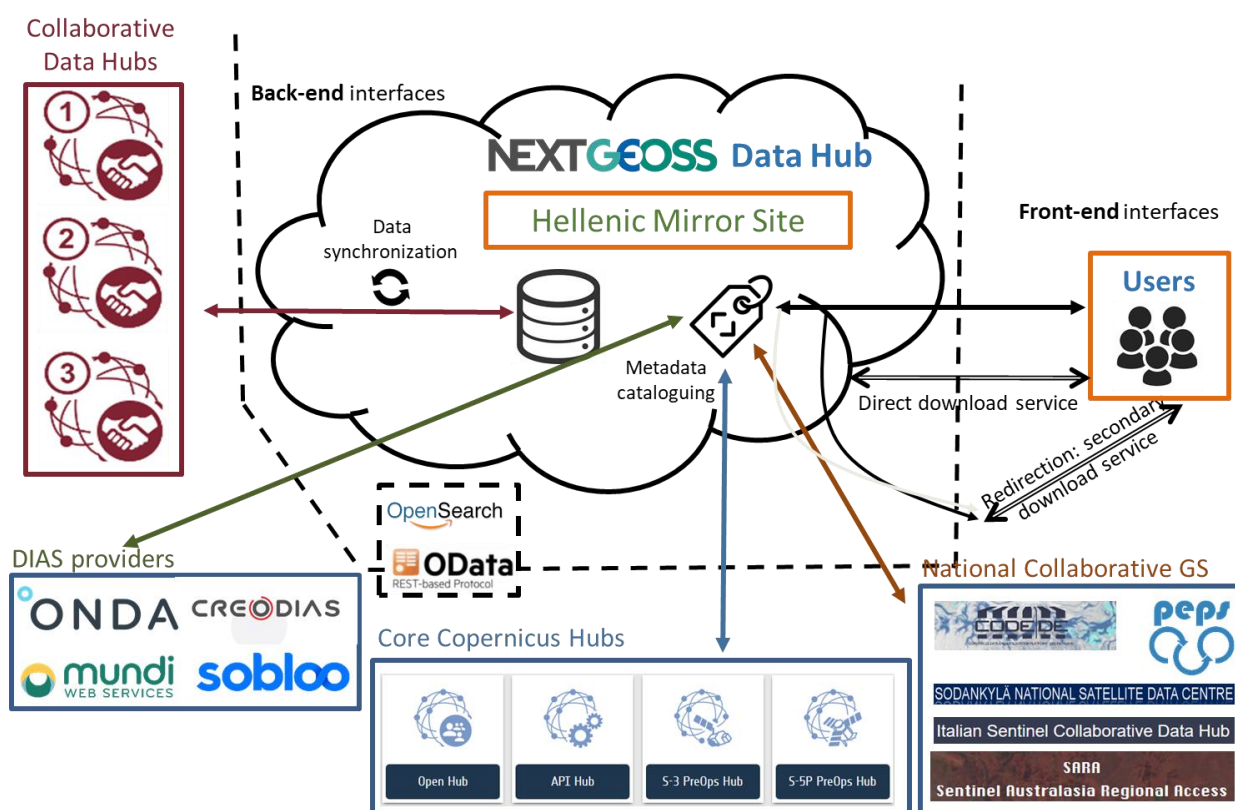 Collaborative
Data Hubs
1
2
3
Back-end interfaces
NEXTGEOSS Data Hub
Hellenic Mirror Site
Data
synchronization
Metadata
cataloguing
Front-end interfaces
Users
Direct download service
Redirection: secondary
download service
OpenSearch
OData
REST-based Protocol
DIAS providers
ONDA
CREODIAS
mundi
WEB SERVICES
sobloo
Core Copernicus Hubs
Open Hub
API Hub
S-3 PreOps Hub
S-5P PreOps Hub
National Collaborative GS
CODE-DE
peps
SODANKYLÄ NATIONAL SATELLITE DATA CENTRE
Italian Sentinel Collaborative Data Hub
SARA
Sentinel Australasia Regional Access